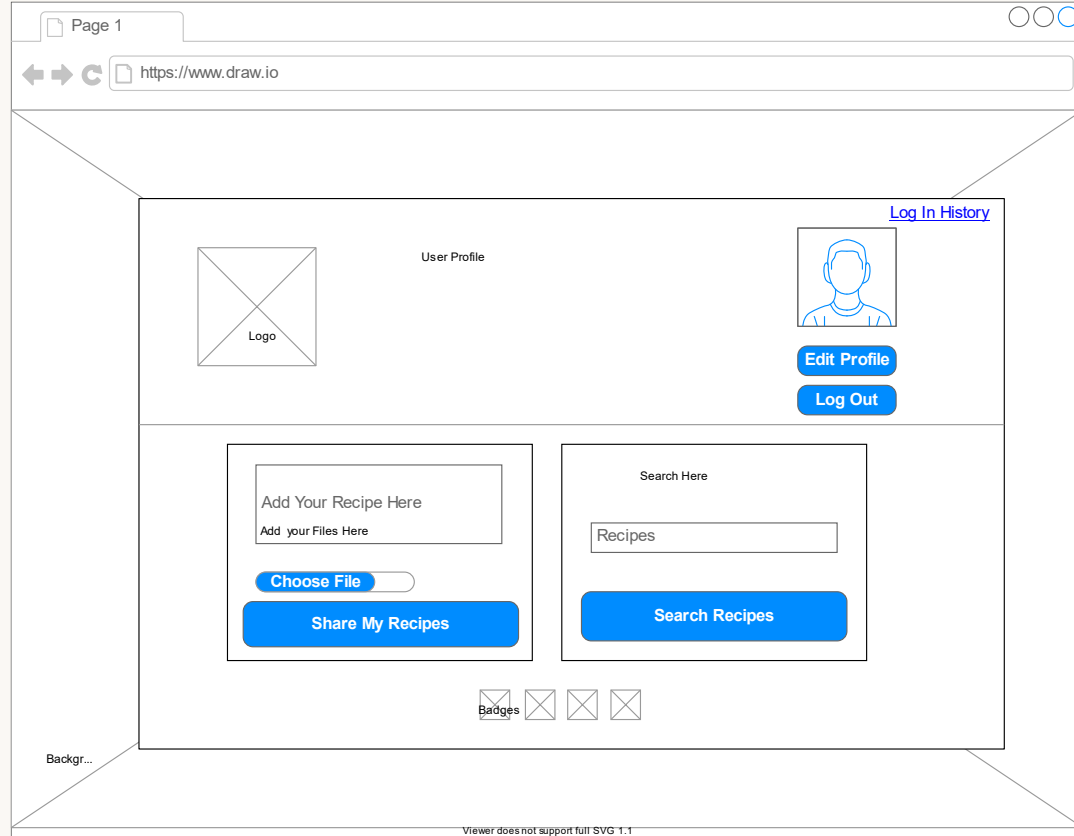 Page 1
https://www.draw.io
Log In History
User Profile
Logo
Edit Profile
Log Out
Add Your Recipe Here
Add your Files Here
Choose File
Share My Recipes
Search Here
Recipes
Search Recipes
Badges
Backgr...
Viewer does not support full SVG 1.1